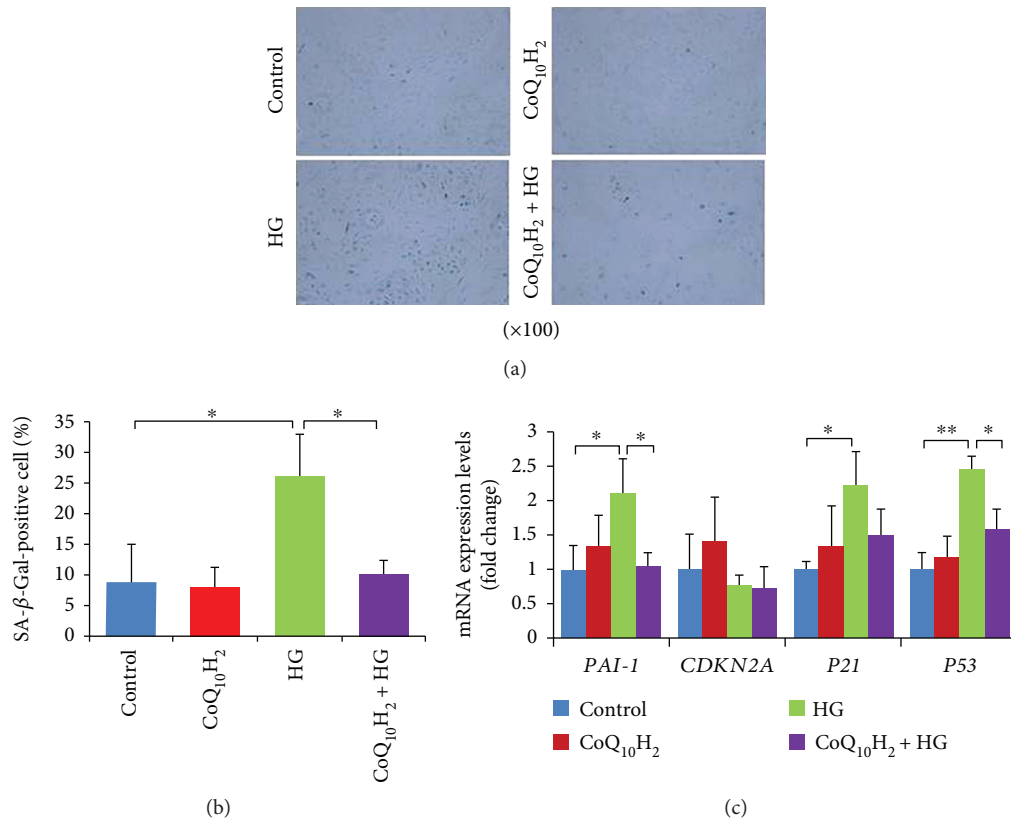 Control
CoQ₁₀H₂
HG
CoQ₁₀H₂ + HG
(×100)
(a)
SA-β-Gal-positive cell (%)
35
30
25
20
15
10
5
0
* *
Control
CoQ₁₀H₂
HG
CoQ₁₀H₂ + HG
(b)
mRNA expression levels
(fold change)
3
2.5
2
1.5
1
0.5
0
* * * ** *
PAI-1 CDKN2A P21 P53
Control HG
CoQ₁₀H₂ CoQ₁₀H₂ + HG
(c)